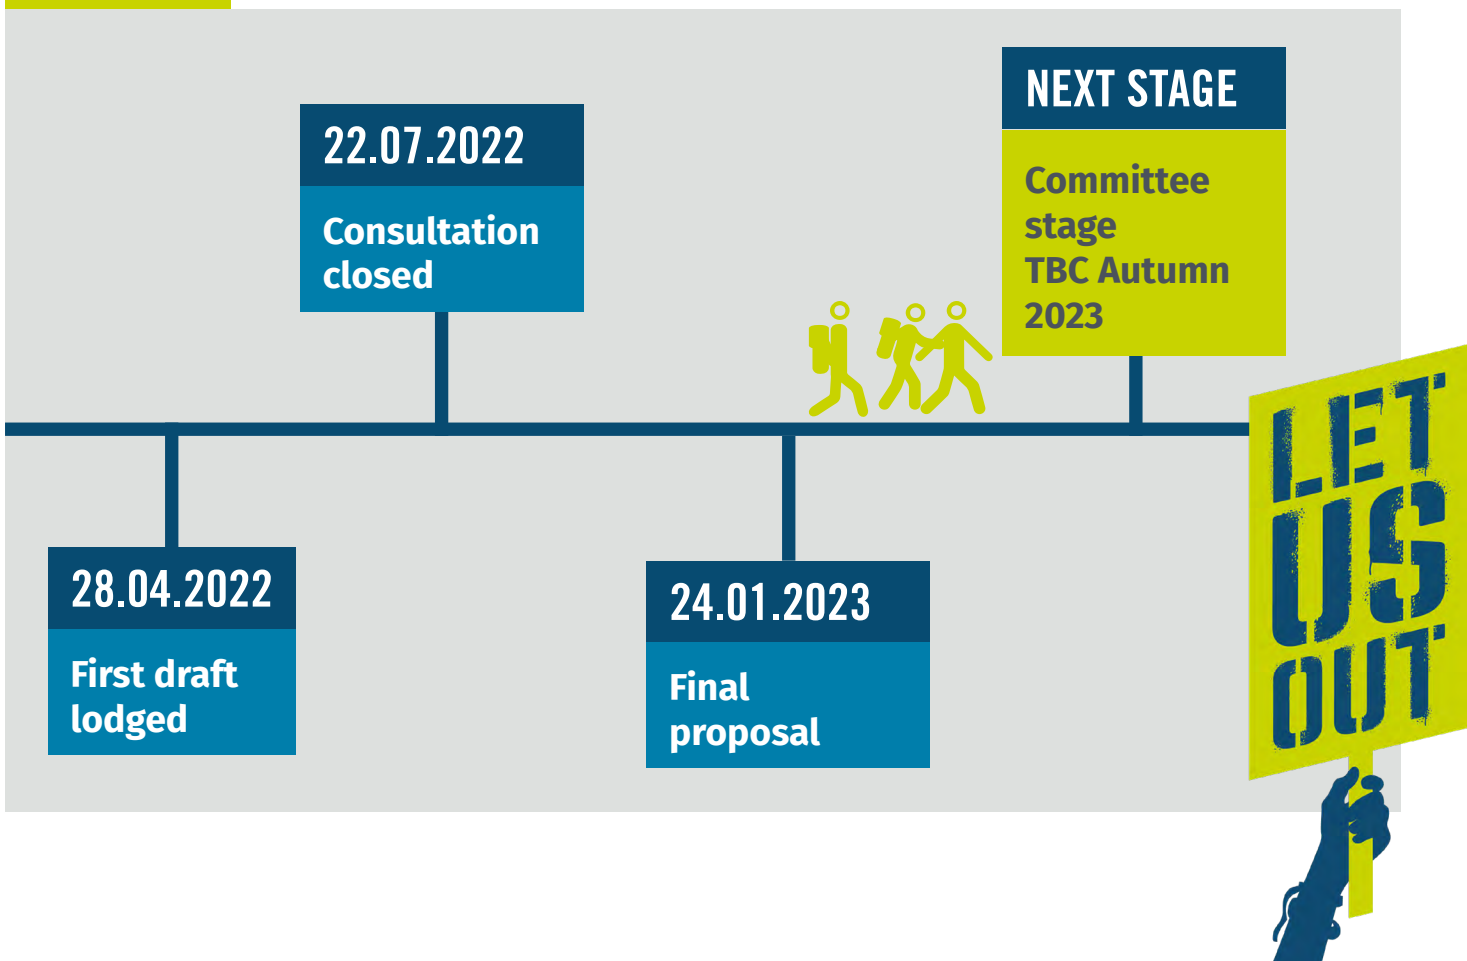 28.04.2022
First draft
lodged
22.07.2022
Consultation
closed
24.01.2023
Final
proposal
NEXT STAGE
Committee
stage
TBC Autumn
2023
LET
US
OUT